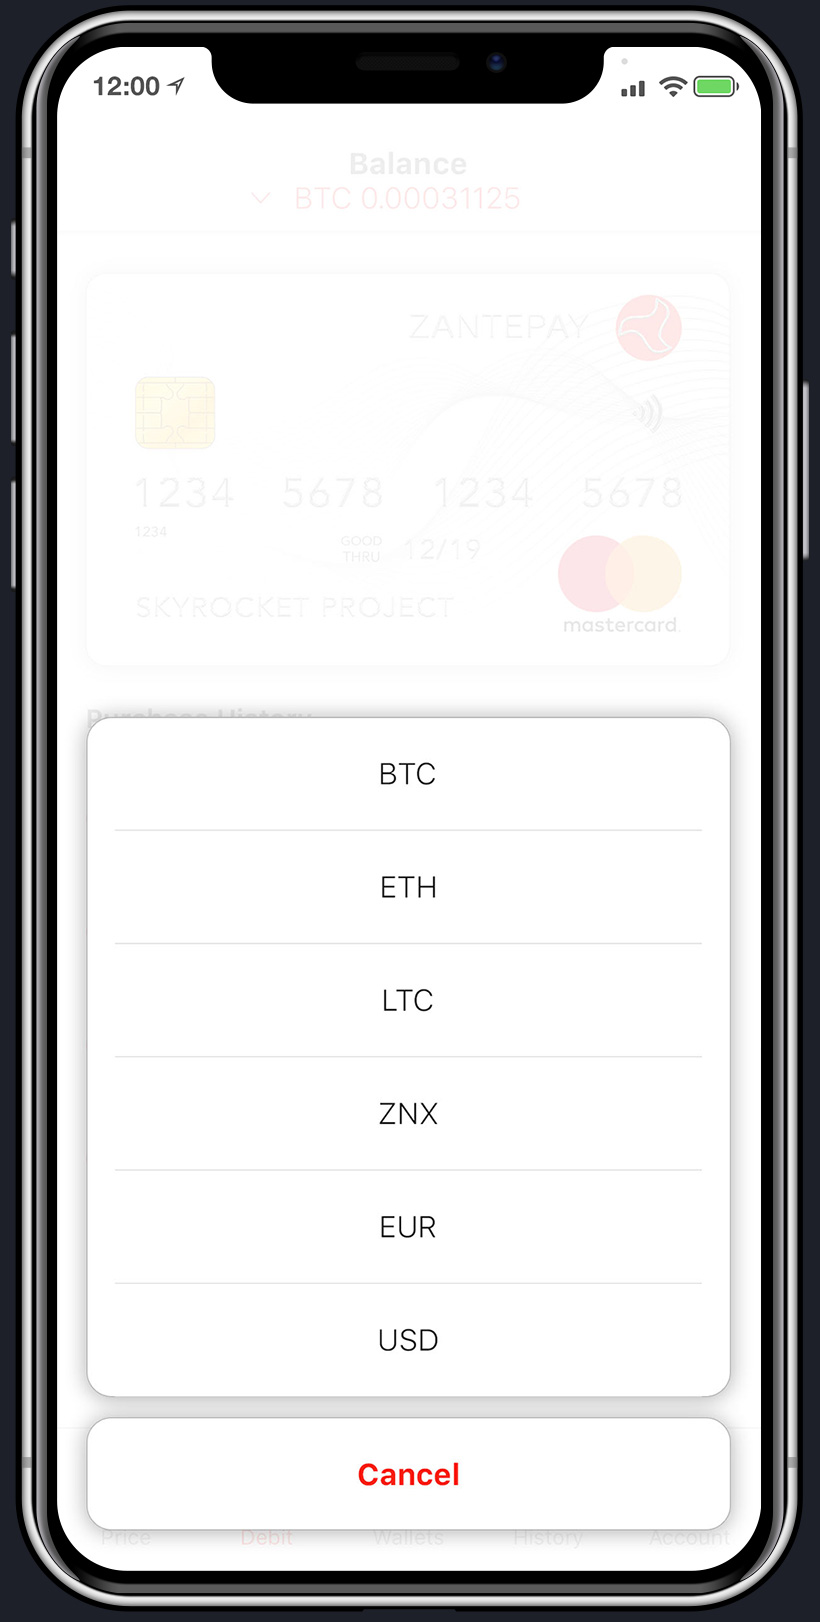 12:00
Balance
BTC 0.00031125
ZANTEPAY
1234 5678 1234 5678
1234
GOOD
THRU
12/19
SKYROCKET PROJECT
mastercard.
Purchase History
BTC
ETH
LTC
ZNX
EUR
USD
Cancel
Price Debit Wallets History Account